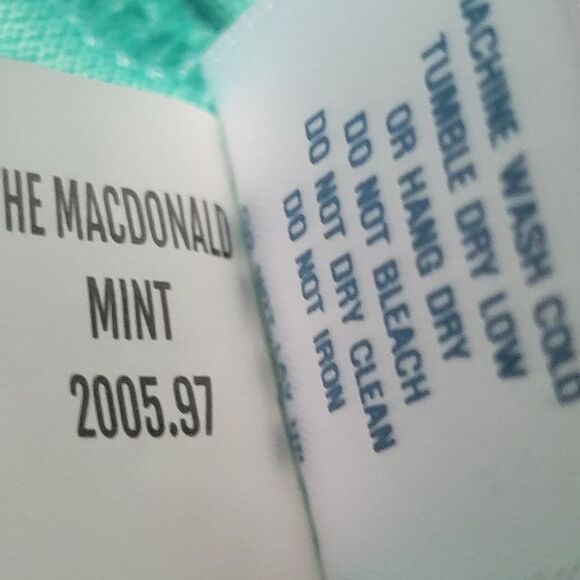 HE MACDONALD
MINT
2005.97
MACHINE WASH COLD
TUMBLE DRY LOW
OR HANG DRY
DO NOT BLEACH
DO NOT DRY CLEAN
DO NOT IRON